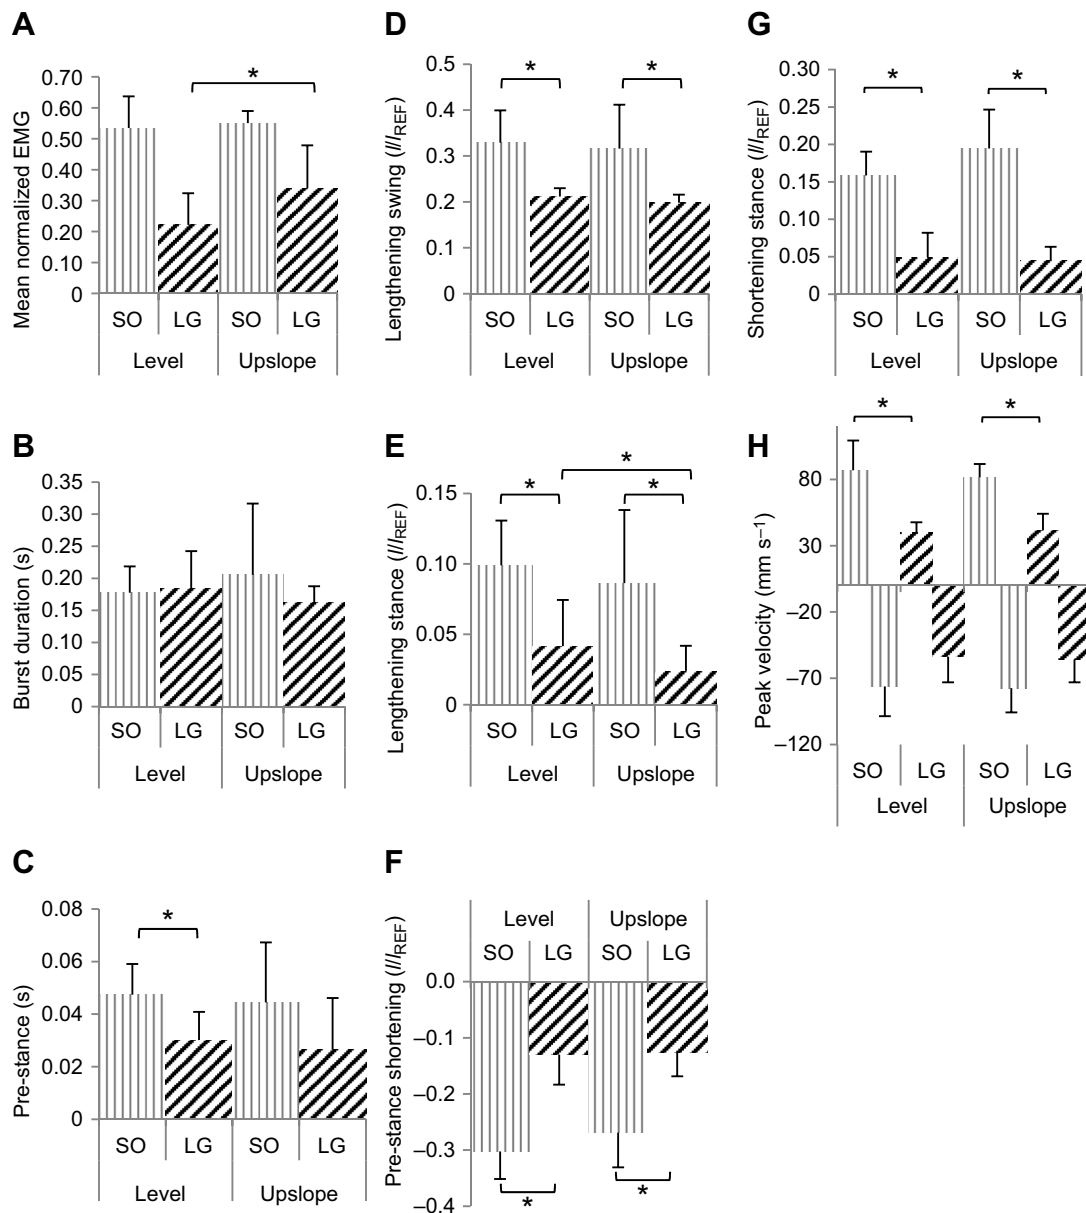 A
Mean normalized EMG
0.70
*
0.60
0.50
0.40
0.30
0.20
0.10
0
SO LG SO LG
Level Upslope
B
Burst duration (s)
0.35
0.30
0.25
0.20
0.15
0.10
0.05
0
SO LG SO LG
Level Upslope
C
Pre-stance (s)
0.08
*
0.06
0.04
0.02
0
SO LG SO LG
Level Upslope
D
Lengthening swing (l/lREF)
0.5
* *
0.4
0.3
0.2
0.1
0
SO LG SO LG
Level Upslope
E
Lengthening stance (l/lREF)
*
0.15
* *
0.10
0.05
0
SO LG SO LG
Level Upslope
F
Pre-stance shortening (l/lREF)
Level Upslope
SO LG SO LG
0.0
–0.1
–0.2
–0.3
–0.4
* *
G
Shortening stance (l/lREF)
0.30
* *
0.25
0.20
0.15
0.10
0.05
0
SO LG SO LG
Level Upslope
H
Peak velocity (mm s–1)
* *
80
30
–20
–70
–120
SO LG SO LG
Level Upslope